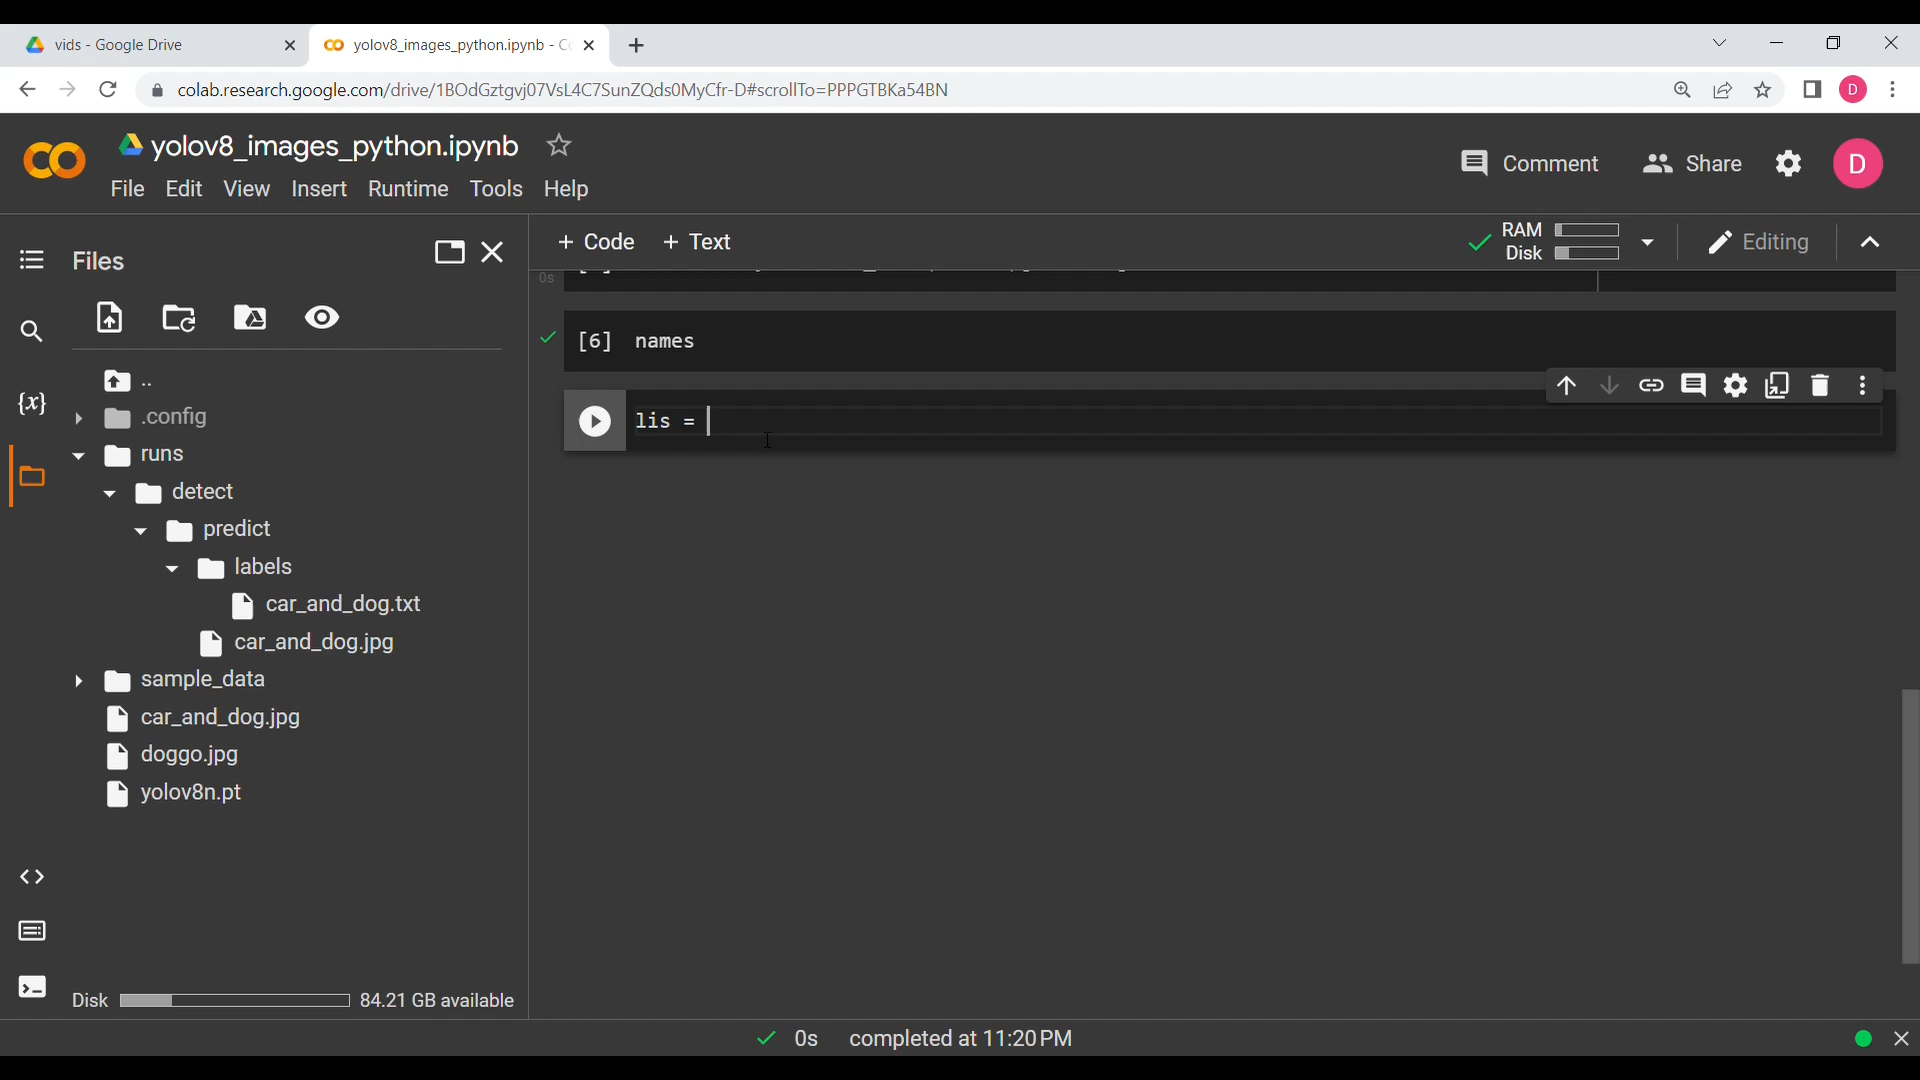 vids - Google Drive
yolov8_images_python.ipynb - C
colab.research.google.com/drive/1BOdGztgvj07VsL4C7SunZQds0MyCfr-D#scrollTo=PPPGTBKa54BN
D
yolov8_images_python.ipynb
File Edit View Insert Runtime Tools Help
Comment Share D
Files
+ Code + Text
RAM
Disk
Editing
0s
[6] names
lis =
..
.config
runs
detect
predict
labels
car_and_dog.txt
car_and_dog.jpg
sample_data
car_and_dog.jpg
doggo.jpg
yolov8n.pt
{x}
Disk 84.21 GB available
0s completed at 11:20 PM